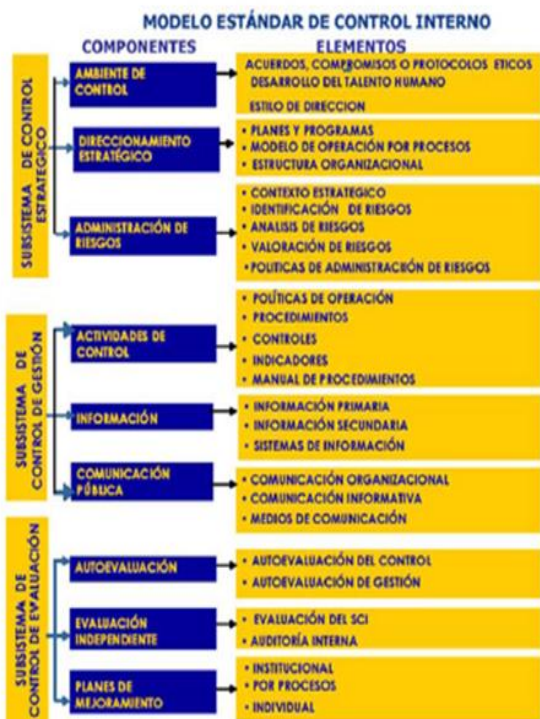 MODELO ESTÁNDAR DE CONTROL INTERNO
COMPONENTES
ELEMENTOS
SUBSISTEMA DE CONTROL
ESTRATEGICO
AMBIENTE DE
CONTROL
ACUERDOS, COMPROMISOS O PROTOCOLOS ETICOS
DESARROLLO DEL TALENTO HUMANO
ESTILO DE DIRECCION
DIRECCIONAMIENTO
ESTRATÉGICO
• PLANES Y PROGRAMAS
• MODELO DE OPERACIÓN POR PROCESOS
• ESTRUCTURA ORGANIZACIONAL
ADMINISTRACIÓN DE
RIESGOS
• CONTEXTO ESTRATÉGICO
• IDENTIFICACIÓN DE RIESGOS
• ANALISIS DE RIESGOS
• VALORACIÓN DE RIESGOS
• POLITICAS DE ADMINISTRACIIÓN DE RIESGOS
SUBSISTEMA DE
CONTROL DE GESTIÓN
ACTIVIDADES DE
CONTROL
• POLÍTICAS DE OPERACIÓN
• PROCEDIMIENTOS
• CONTROLES
• INDICADORES
• MANUAL DE PROCEDIMIENTOS
INFORMACIÓN
• INFORMACIÓN PRIMARIA
• INFORMACIÓN SECUNDARIA
• SISTEMAS DE INFORMACIÓN
COMUNICACIÓN
PÚBLICA
• COMUNICACIÓN ORGANIZACIONAL
• COMUNICACIÓN INFORMATIVA
• MEDIOS DE COMUNICACIÓN
SUBSISTEMA DE
CONTROL DE EVALUACIÓN
AUTOEVALUACIÓN
• AUTOEVALUACIÓN DEL CONTROL
• AUTOEVALUACIÓN DE GESTIÓN
EVALUACIÓN
INDEPENDIENTE
• EVALUACIÓN DEL SCI
• AUDITORÍA INTERNA
PLANES DE
MEJORAMIENTO
• INSTITUCIONAL
• POR PROCESOS
• INDIVIDUAL